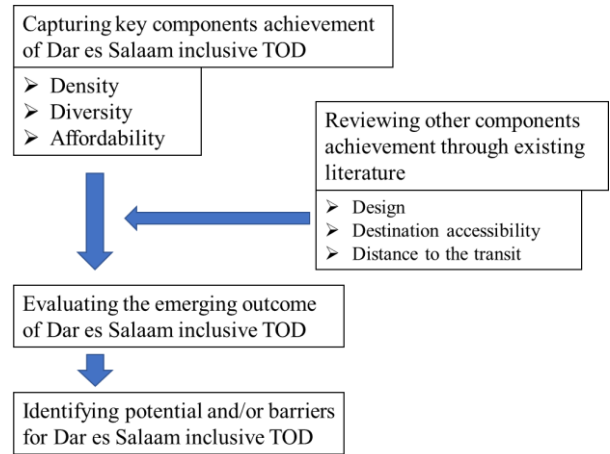 Capturing key components achievement
of Dar es Salaam inclusive TOD
➢ Density
➢ Diversity
➢ Affordability
Reviewing other components
achievement through existing
literature
➢ Design
➢ Destination accessibility
➢ Distance to the transit
Evaluating the emerging outcome
of Dar es Salaam inclusive TOD
Identifying potential and/or barriers
for Dar es Salaam inclusive TOD